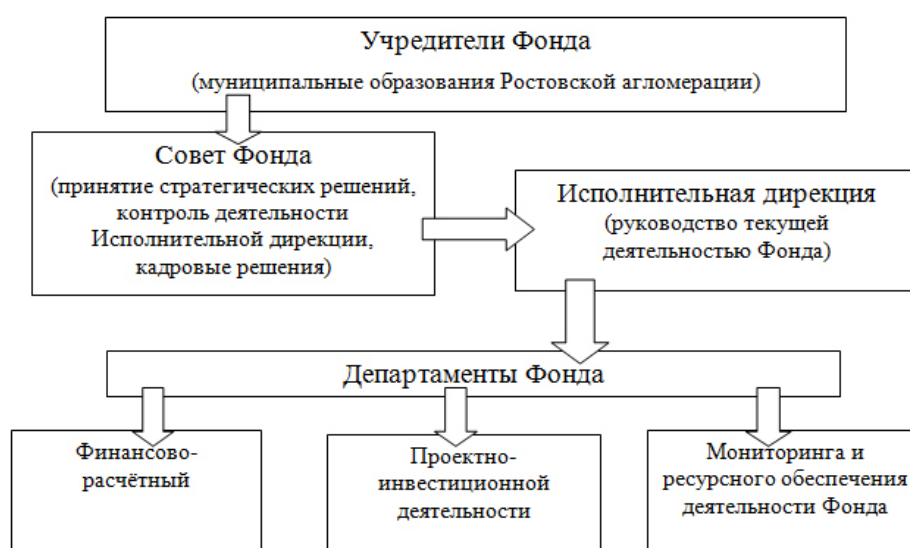 Учредители Фонда
(муниципальные образования Ростовской агломерации)
Совет Фонда
(принятие стратегических решений,
контроль деятельности
Исполнительной дирекции,
кадровые решения)
Исполнительная дирекция
(руководство текущей
деятельностью Фонда)
Департаменты Фонда
Финансово-
расчётный
Проектно-
инвестиционной
деятельности
Мониторинга и
ресурсного обеспечения
деятельности Фонда